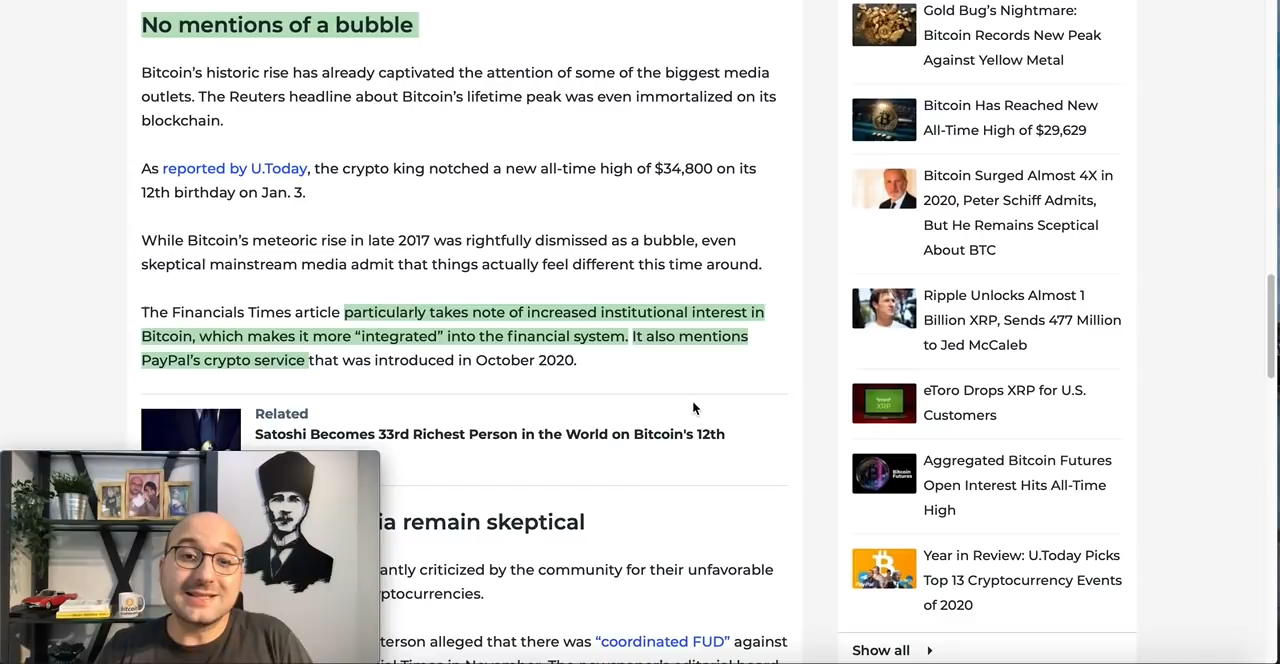 No mentions of a bubble
Bitcoin’s historic rise has already captivated the attention of some of the biggest media
outlets. The Reuters headline about Bitcoin’s lifetime peak was even immortalized on its
blockchain.
As reported by U.Today, the crypto king notched a new all-time high of $34,800 on its
12th birthday on Jan. 3.
While Bitcoin’s meteoric rise in late 2017 was rightfully dismissed as a bubble, even
skeptical mainstream media admit that things actually feel different this time around.
The Financials Times article particularly takes note of increased institutional interest in
Bitcoin, which makes it more “integrated” into the financial system. It also mentions
PayPal’s crypto service that was introduced in October 2020.
Related
Satoshi Becomes 33rd Richest Person in the World on Bitcoin's 12th
remain skeptical
criticized by the community for their unfavorable
alleged that there was “coordinated FUD” against
Times in November. The newspaper's editorial board
Gold Bug’s Nightmare:
Bitcoin Records New Peak
Against Yellow Metal
Bitcoin Has Reached New
All-Time High of $29,629
Bitcoin Surged Almost 4X in
2020, Peter Schiff Admits,
But He Remains Sceptical
About BTC
Ripple Unlocks Almost 1
Billion XRP, Sends 477 Million
to Jed McCaleb
eToro Drops XRP for U.S.
Customers
Aggregated Bitcoin Futures
Open Interest Hits All-Time
High
Year in Review: U.Today Picks
Top 13 Cryptocurrency Events
of 2020
Show all